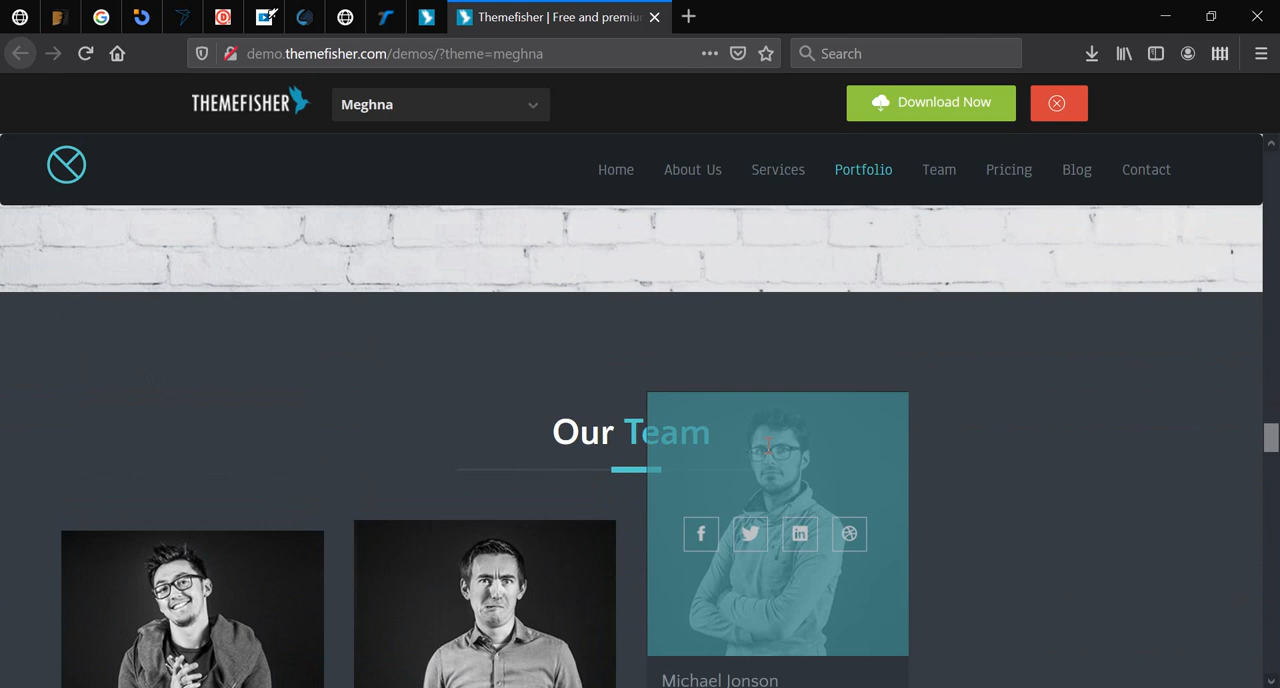 Themefisher | Free and premiu
demo.themefisher.com/demos/?theme=meghna
Search
THEMEFISHER
Meghna
Download Now
Home About Us Services Portfolio Team Pricing Blog Contact
Our Team
Michael Jonson